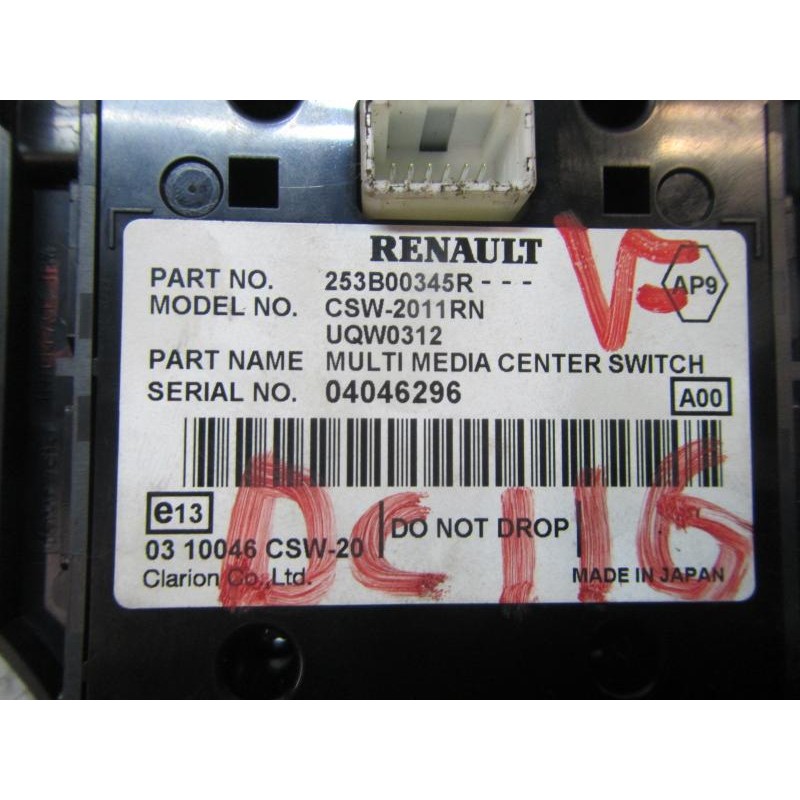 RENAULT
PART NO. 253B00345R - - -
AP9
MODEL NO. CSW-2011RN
UQW0312
PART NAME MULTI MEDIA CENTER SWITCH
SERIAL NO. 04046296
A00
e13
DO NOT DROP
03 10046 CSW-20
Clarion Co.,Ltd.
MADE IN JAPAN
DC116